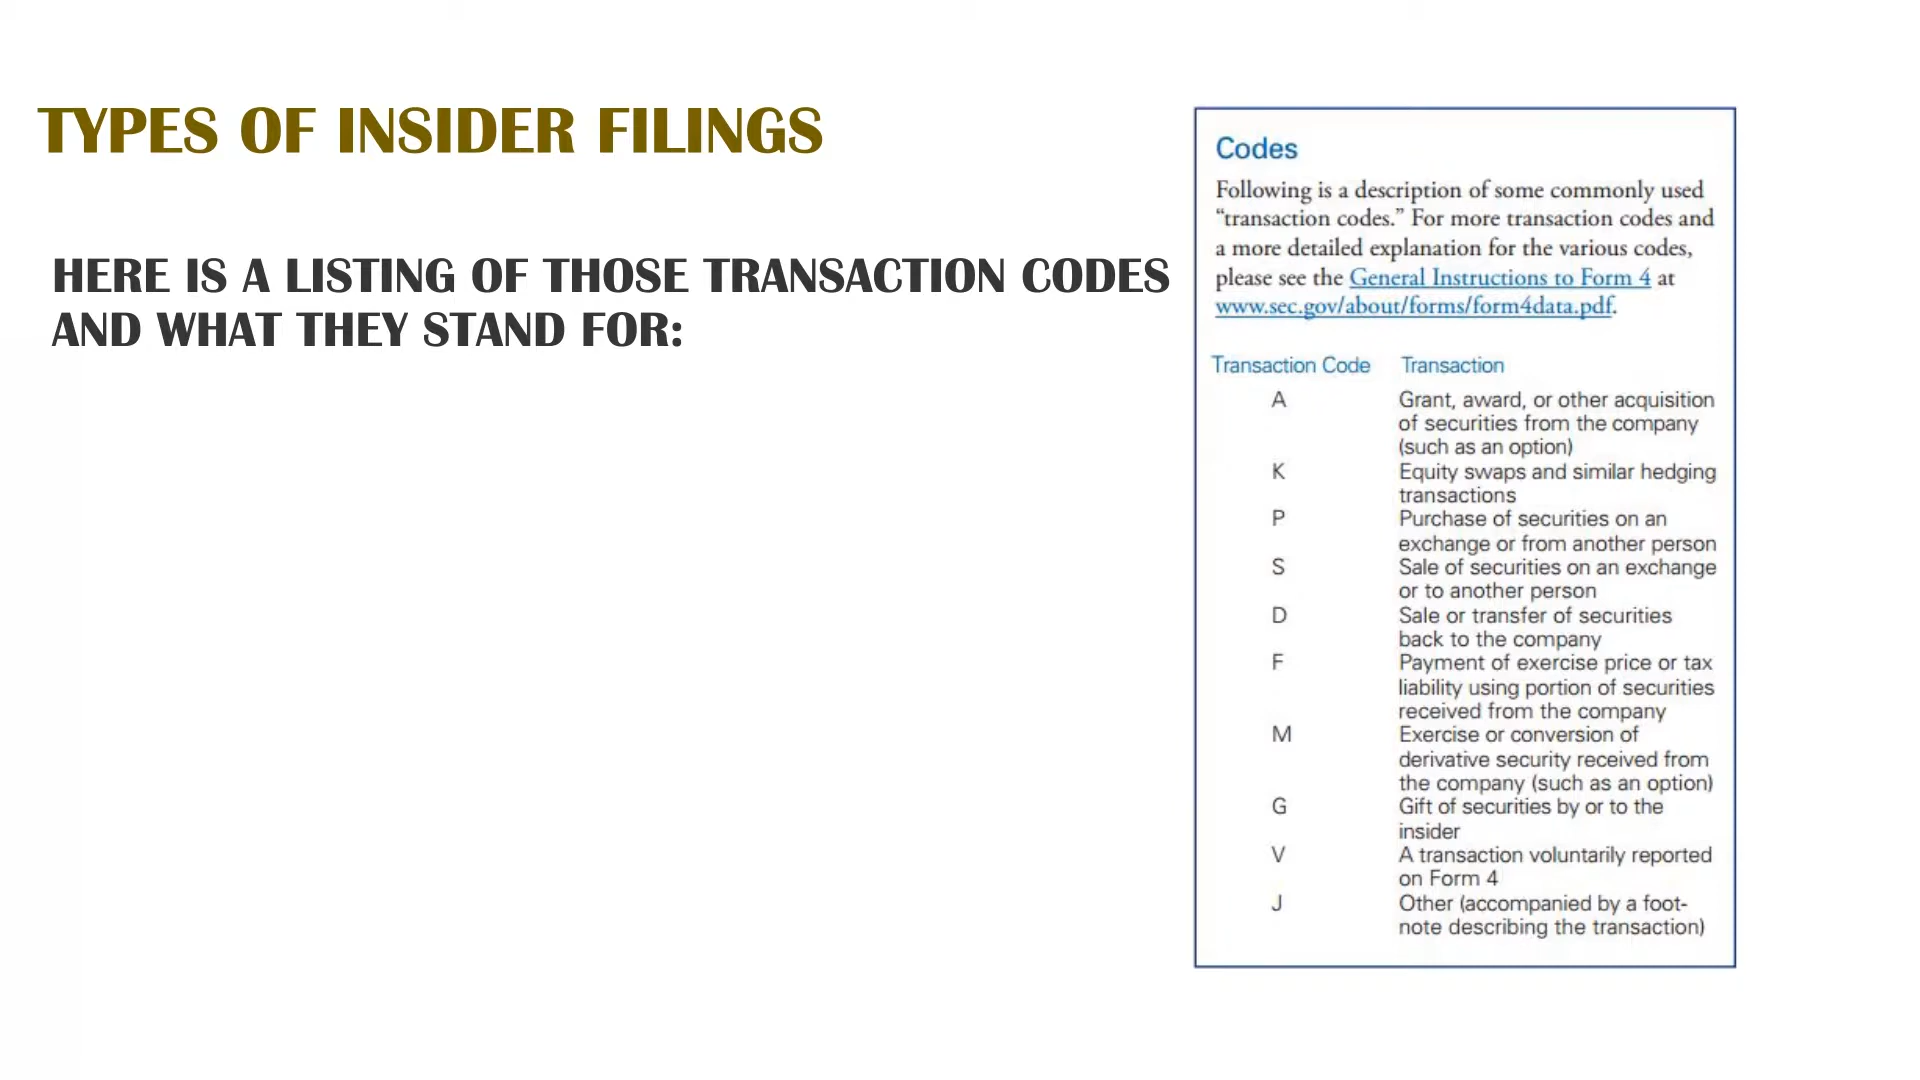 TYPES OF INSIDER FILINGS
HERE IS A LISTING OF THOSE TRANSACTION CODES
AND WHAT THEY STAND FOR:
Codes
Following is a description of some commonly used
“transaction codes.” For more transaction codes and
a more detailed explanation for the various codes,
please see the General Instructions to Form 4 at
www.sec.gov/about/forms/form4data.pdf.
Transaction Code Transaction
A Grant, award, or other acquisition
of securities from the company
(such as an option)
K Equity swaps and similar hedging
transactions
P Purchase of securities on an
exchange or from another person
S Sale of securities on an exchange
or to another person
D Sale or transfer of securities
back to the company
F Payment of exercise price or tax
liability using portion of securities
received from the company
M Exercise or conversion of
derivative security received from
the company (such as an option)
G Gift of securities by or to the
insider
V A transaction voluntarily reported
on Form 4
J Other (accompanied by a foot-
note describing the transaction)